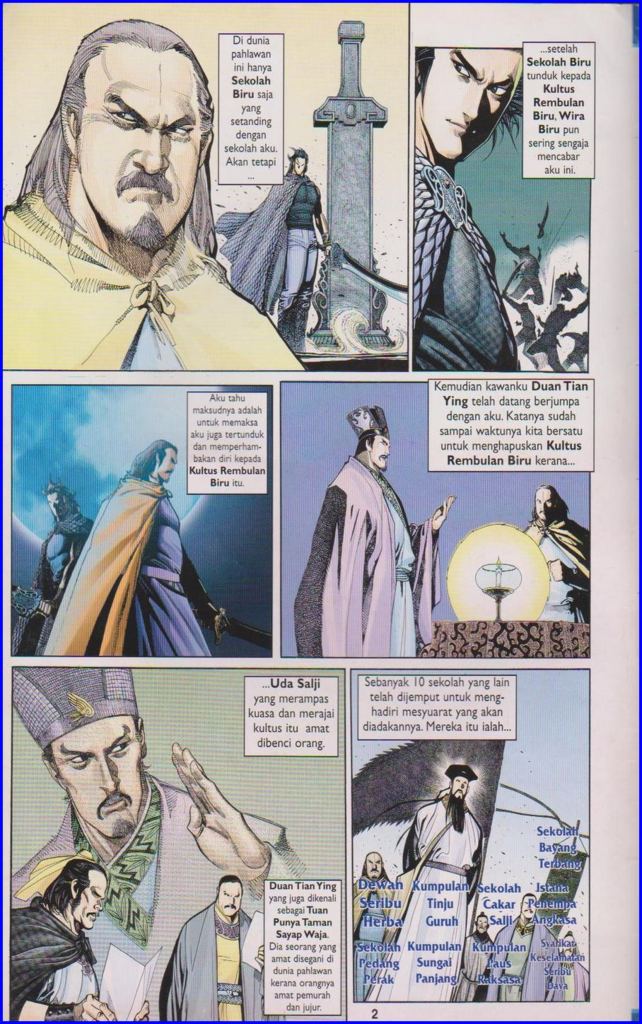 Di dunia
pahlawan
ini hanya
Sekolah
Biru saja
yang
setanding
dengan
sekolah aku.
Akan tetapi
...
...setelah
Sekolah Biru
tunduk kepada
Kultus
Rembulan
Biru, Wira
Biru pun
sering sengaja
mencabar
aku ini.
Aku tahu
maksudnya adalah
untuk memaksa
aku juga tertunduk
dan memperham-
bakan diri kepada
Kultus Rembulan
Biru itu.
Kemudian kawanku Duan Tian
Ying telah datang berjumpa
dengan aku. Katanya sudah
sampai waktunya kita bersatu
untuk menghapuskan Kultus
Rembulan Biru kerana...
...Uda Salji
yang merampas
kuasa dan merajai
kultus itu amat
dibenci orang.
Duan Tian Ying
yang juga dikenali
sebagai Tuan
Punya Taman
Sayap Waja.
Dia seorang yang
amat disegani di
dunia pahlawan
kerana orangnya
amat pemurah
dan jujur.
Sebanyak 10 sekolah yang lain
telah dijemput untuk meng-
hadiri mesyuarat yang akan
diadakannya. Mereka itu ialah...
Sekolah
Bayang
Terbang
Dewan
Seribu
Herba
Kumpulan
Tinju
Guruh
Sekolah
Cakar
Salji
Istana
Penempa
Angkasa
Sekolah
Pedang
Perak
Kumpulan
Sungai
Panjang
Kumpulan
Paus
Raksasa
Syarikat
Keselamatan
Seribu
Daya
2